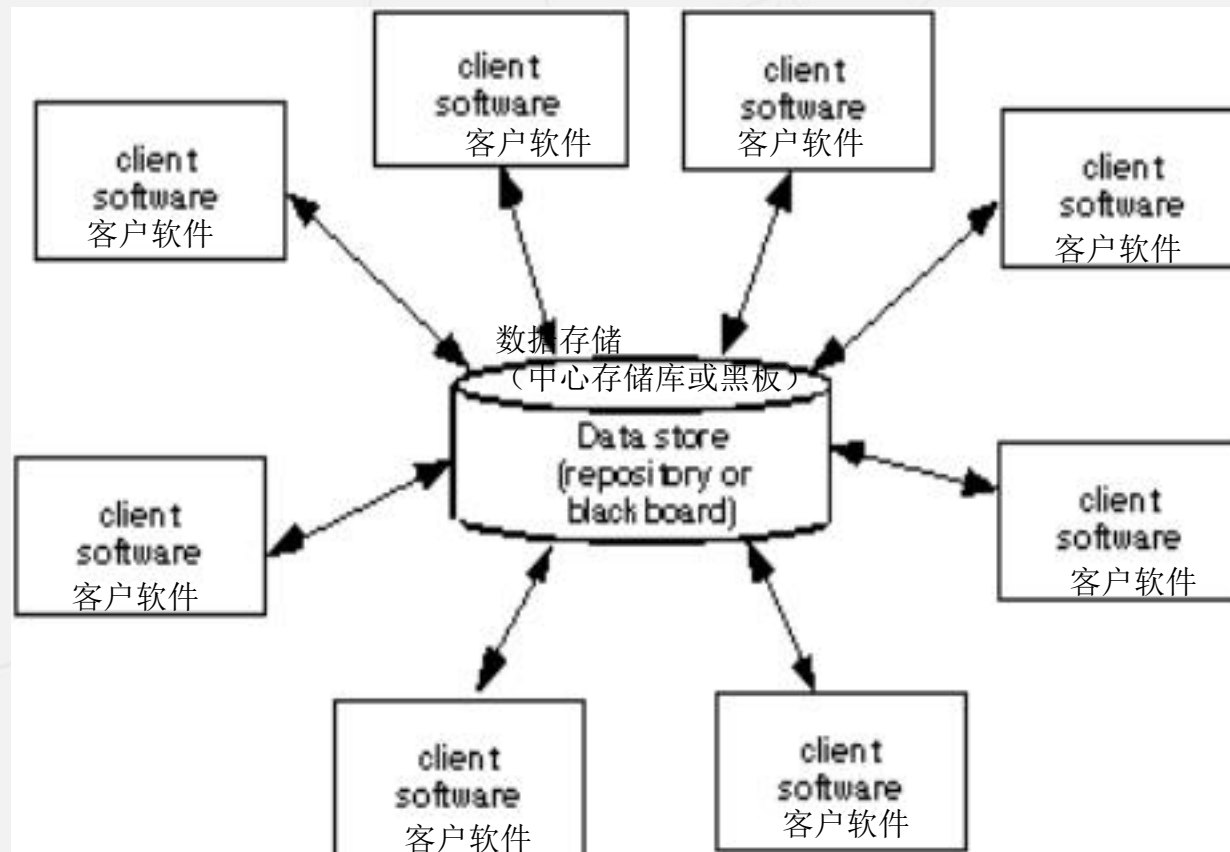 client
software
客户软件
client
software
客户软件
client
software
客户软件
client
software
客户软件
数据存储
（中心存储库或黑板）
Data store
(repository or
black board)
client
software
客户软件
client
software
客户软件
client
software
客户软件
client
software
客户软件